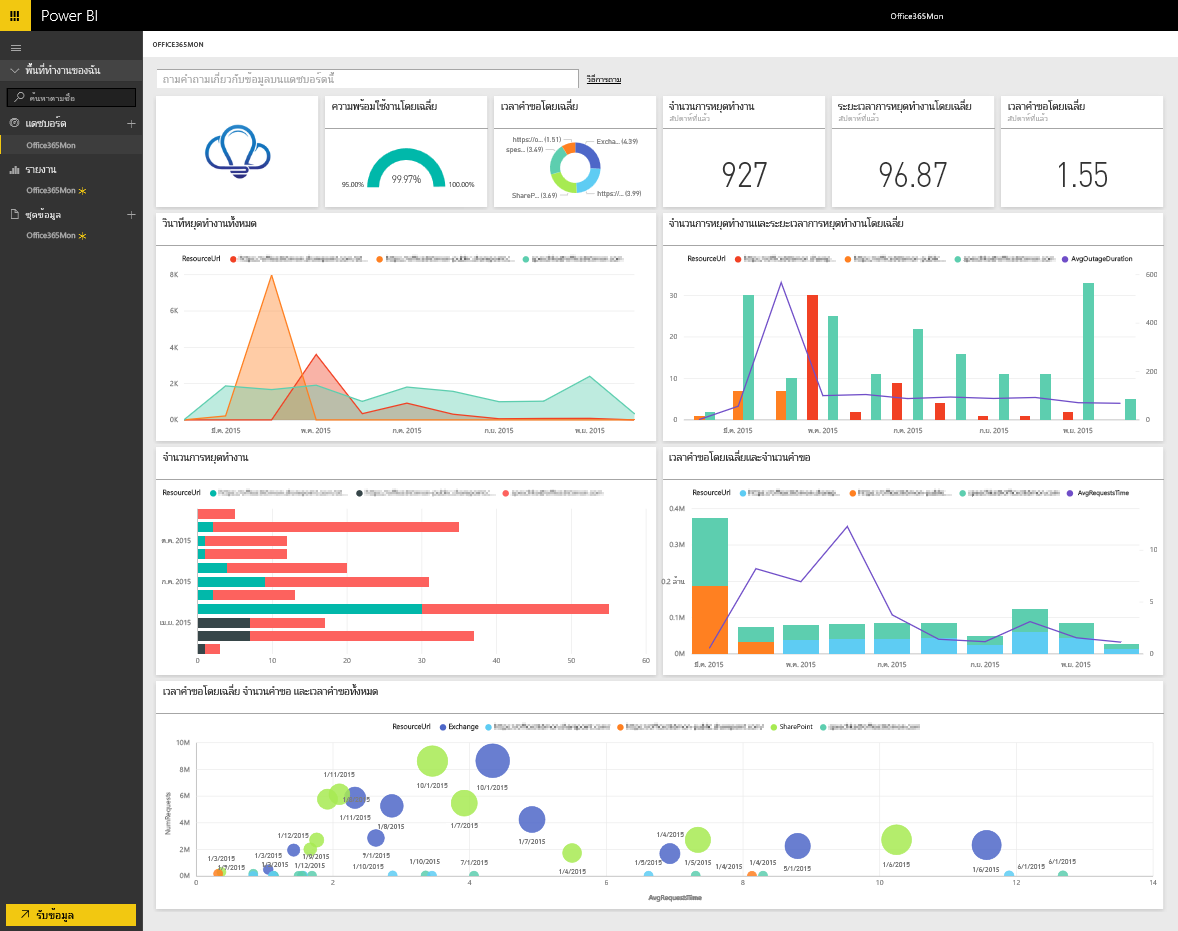 Power BI
Office365Mon
OFFICE365MON
พื้นที่ทำงานของฉัน
ค้นหาตามชื่อ
แดชบอร์ด
Office365Mon
รายงาน
Office365Mon
ชุดข้อมูล
Office365Mon
รับข้อมูล
ถามคำถามเกี่ยวกับข้อมูลบนแดชบอร์ดนี้
วิธีการถาม
ความพร้อมใช้งานโดยเฉลี่ย
95.00%
99.97%
100.00%
เวลาคำขอโดยเฉลี่ย
https://o... (1.51)
Excha... (4.39)
spes... (3.49)
ShareP... (3.69)
https://... (3.99)
จำนวนการหยุดทำงาน
สัปดาห์ที่แล้ว
927
ระยะเวลาการหยุดทำงานโดยเฉลี่ย
สัปดาห์ที่แล้ว
96.87
เวลาคำขอโดยเฉลี่ย
สัปดาห์ที่แล้ว
1.55
วินาทีหยุดทำงานทั้งหมด
ResourceUrl
8K
6K
4K
2K
0K
มี.ค. 2015
พ.ค. 2015
ก.ค. 2015
ก.ย. 2015
พ.ย. 2015
จำนวนการหยุดทำงานและระยะเวลาการหยุดทำงานโดยเฉลี่ย
ResourceUrl
AvgOutageDuration
30
20
10
0
600
400
200
0
มี.ค. 2015
พ.ค. 2015
ก.ค. 2015
ก.ย. 2015
พ.ย. 2015
จำนวนการหยุดทำงาน
ResourceUrl
พ.ค. 2015
ก.ค. 2015
เม.ย. 2015
0 10 20 30 40 50 60
เวลาคำขอโดยเฉลี่ยและจำนวนคำขอ
ResourceUrl
AvgRequestsTime
0.4M
0.3M
0.2 ล้าน
0.1M
0M
10
5
0
มี.ค. 2015
พ.ค. 2015
ก.ค. 2015
ก.ย. 2015
พ.ย. 2015
เวลาคำขอโดยเฉลี่ย จำนวนคำขอ และเวลาคำขอทั้งหมด
ResourceUrl
Exchange
SharePoint
NumRequests
10M
8M
6M
4M
2M
0M
1/11/2015
1/11/2015
10/1/2015
10/1/2015
1/8/2015
1/7/2015
1/7/2015
1/12/2015
7/1/2015
1/9/2015
1/3/2015
1/3/2015
1/12/2015
1/10/2015
1/10/2015
7/1/2015
1/4/2015
1/4/2015
1/5/2015
1/5/2015
1/4/2015
1/4/2015
5/1/2015
1/6/2015
1/6/2015
6/1/2015
6/1/2015
0 2 4 6 8 10 12 14
AvgRequestTime